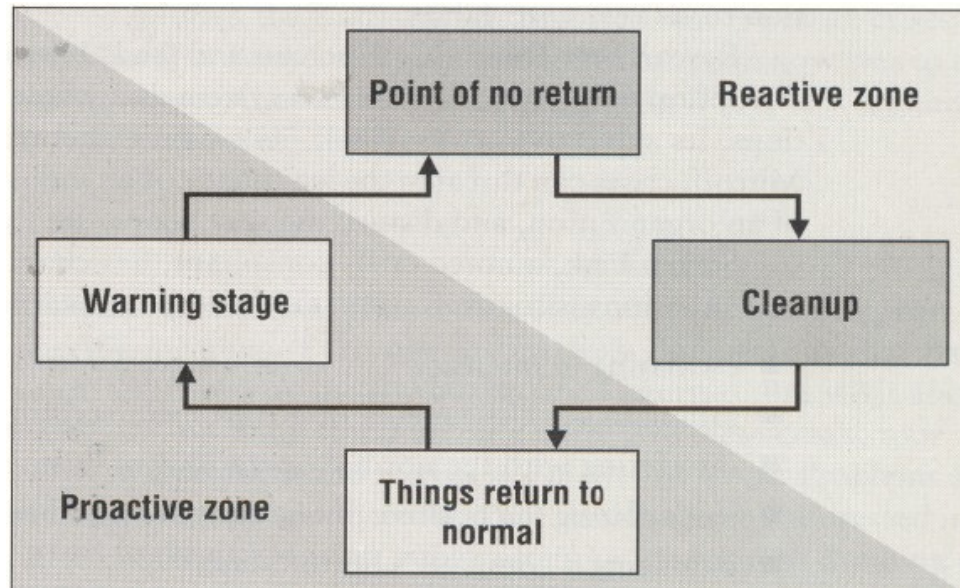 Point of no return
Reactive zone
Warning stage
Cleanup
Proactive zone
Things return to
normal